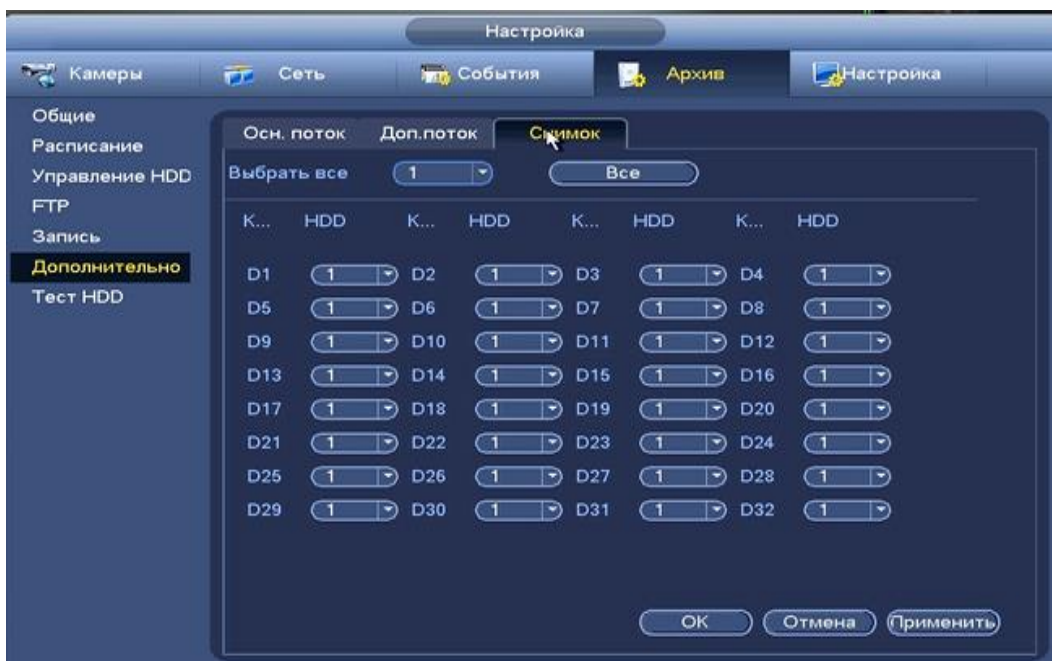 Настройка
Камеры Сеть События Архив Настройка
Общие
Расписание
Управление HDD
FTP
Запись
Дополнительно
Тест HDD
Осн. поток Доп.поток Снимок
Выбрать все 1 Все
К... HDD К... HDD К... HDD К... HDD
D1 1 D2 1 D3 1 D4 1
D5 1 D6 1 D7 1 D8 1
D9 1 D10 1 D11 1 D12 1
D13 1 D14 1 D15 1 D16 1
D17 1 D18 1 D19 1 D20 1
D21 1 D22 1 D23 1 D24 1
D25 1 D26 1 D27 1 D28 1
D29 1 D30 1 D31 1 D32 1
OK Отмена Применить